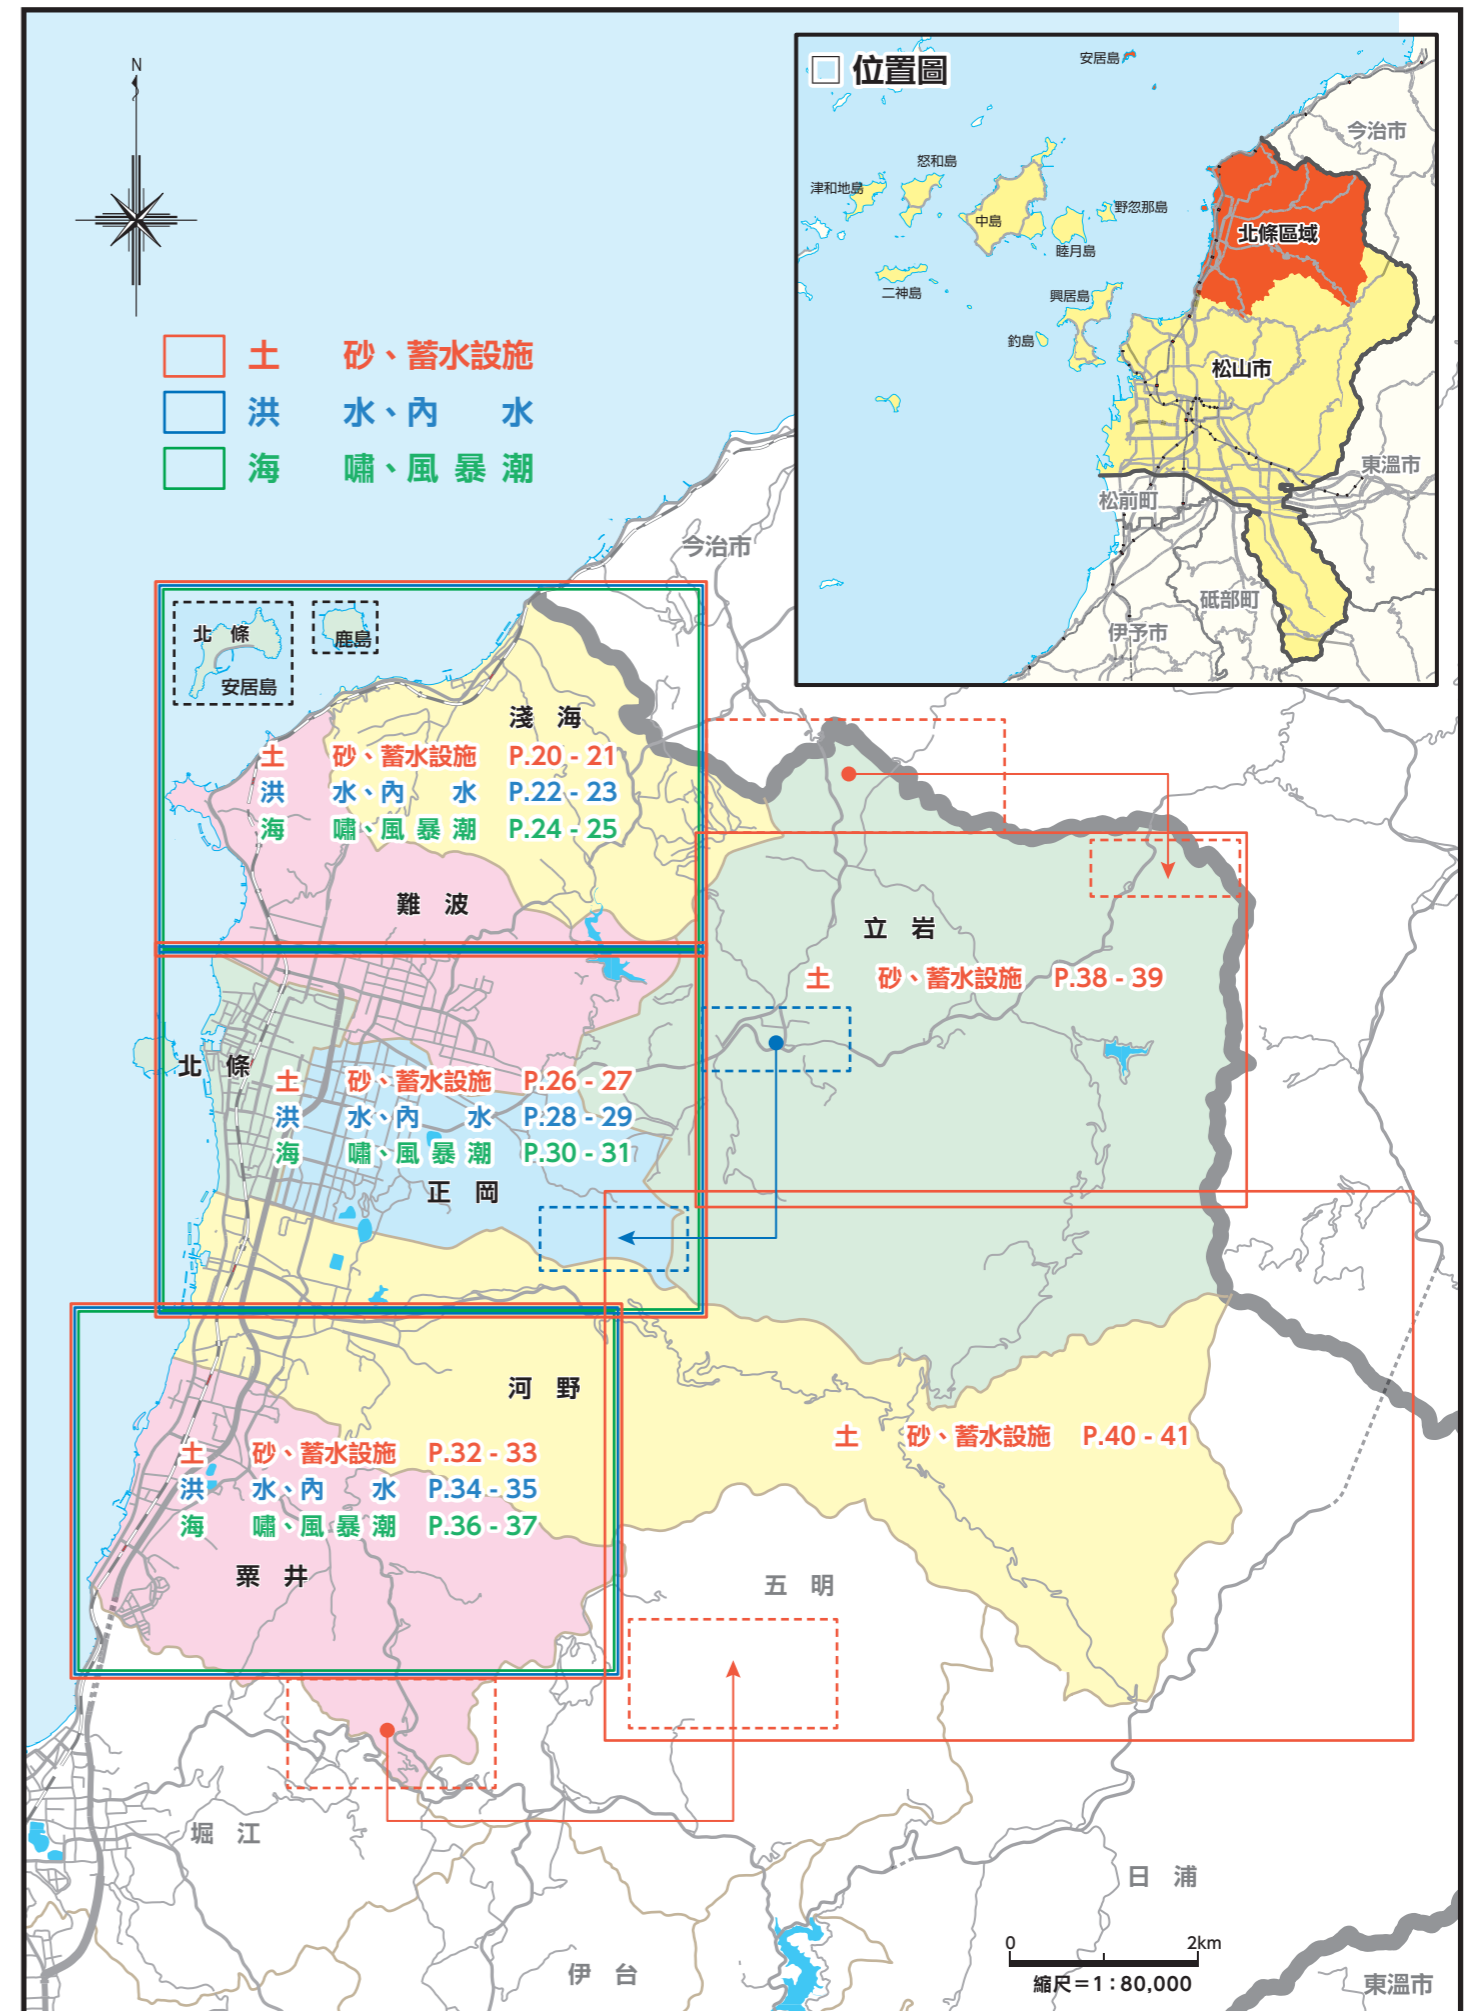 N
土　砂、蓄水設施
洪　水、內　水
海　嘯、風暴潮
□ 位置圖
安居島
今治市
怒和島
津和地島
中島
野忽那島
睦月島
二神島
興居島
釣島
北條區域
松山市
東溫市
松前町
砥部町
伊予市
今治市
北　條
安居島
鹿島
淺　海
土　砂、蓄水設施　P.20 - 21
洪　水、內　水　P.22 - 23
海　嘯、風暴潮　P.24 - 25
難　波
立　岩
土　砂、蓄水設施　P.38 - 39
北　條
土　砂、蓄水設施　P.26 - 27
洪　水、內　水　P.28 - 29
海　嘯、風暴潮　P.30 - 31
正　岡
河　野
土　砂、蓄水設施　P.40 - 41
土　砂、蓄水設施　P.32 - 33
洪　水、內　水　P.34 - 35
海　嘯、風暴潮　P.36 - 37
粟　井
五　明
堀　江
日　浦
伊　台
0　2km
縮尺＝1：80,000
東溫市